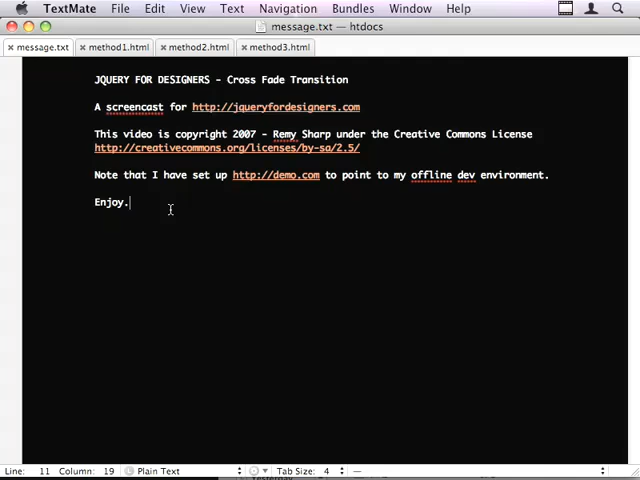 TextMate File Edit View Text Navigation Bundles Window Help
message.txt — htdocs
message.txt method1.html method2.html method3.html
JQUERY FOR DESIGNERS - Cross Fade Transition
A screencast for http://jqueryfordesigners.com
This video is copyright 2007 - Remy Sharp under the Creative Commons License
http://creativecommons.org/licenses/by-sa/2.5/
Note that I have set up http://demo.com to point to my offline dev environment.
Enjoy.
Line: 11 Column: 19 L Plain Text Tab Size: 4 —